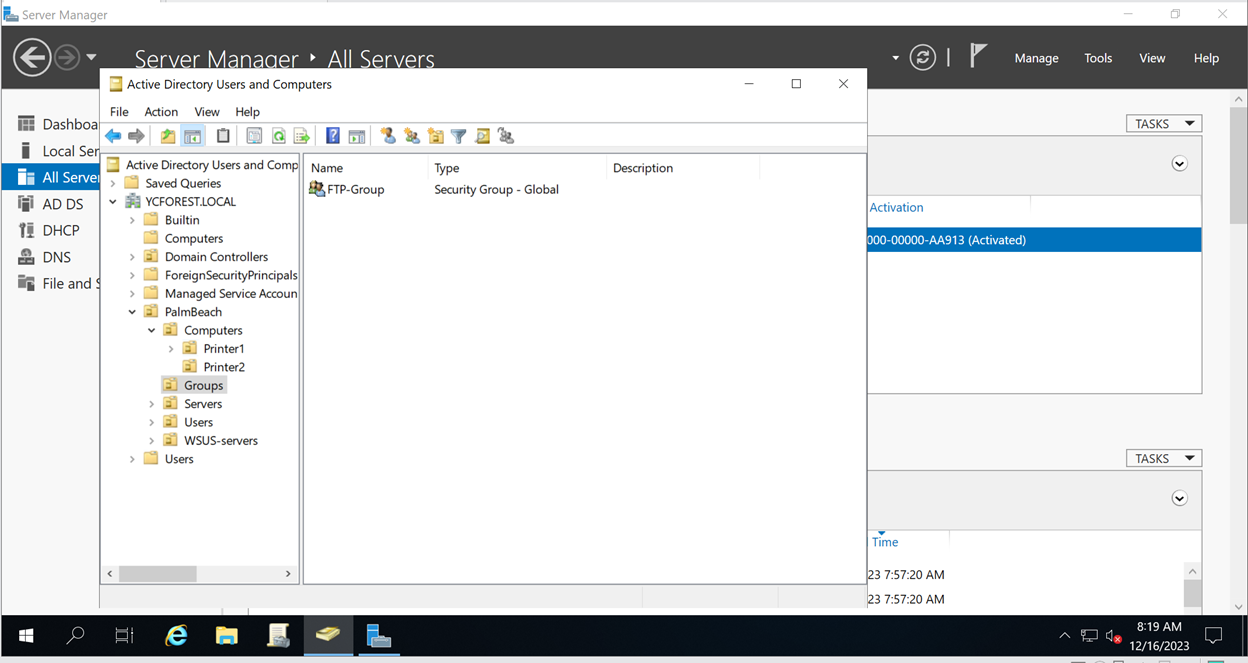 Server Manager
Server Manager ‣ All Servers
Manage Tools View Help
Dashboa
Local Ser
All Server
AD DS
DHCP
DNS
File and S
Active Directory Users and Computers
File Action View Help
Active Directory Users and Comp
Saved Queries
YCFOREST.LOCAL
Builtin
Computers
Domain Controllers
ForeignSecurityPrincipals
Managed Service Accoun
PalmBeach
Computers
Printer1
Printer2
Groups
Servers
Users
WSUS-servers
Users
Name Type Description
FTP-Group Security Group - Global
TASKS
Activation
000-00000-AA913 (Activated)
TASKS
Time
23 7:57:20 AM
23 7:57:20 AM
8:19 AM
12/16/2023